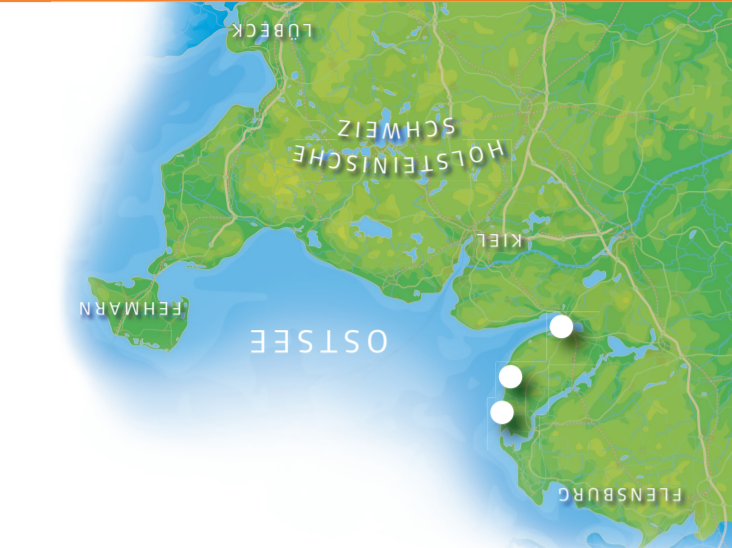 FLENSBURG
OSTSEE
FEHMARN
KIEL
HOLSTEINISCHE
SCHWEIZ
LÜBECK